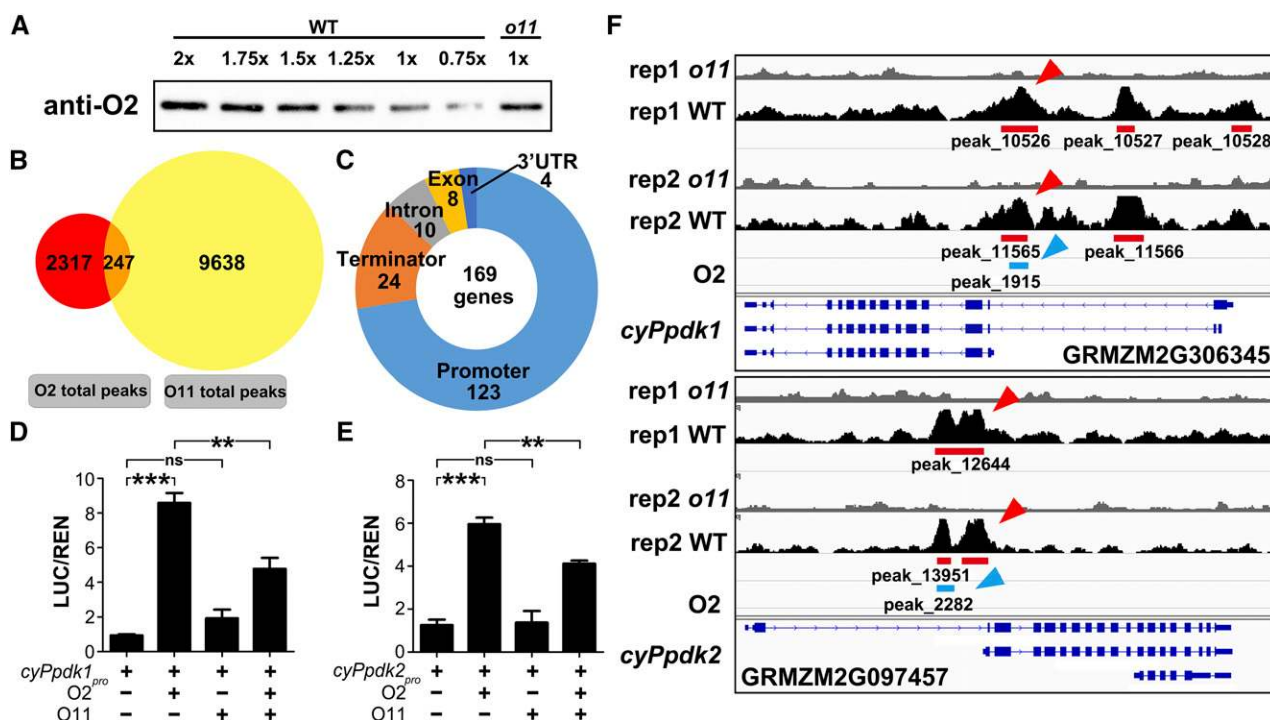 A
WT
o11
2x 1.75x 1.5x 1.25x 1x 0.75x 1x
anti-O2
B
2317 247 9638
O2 total peaks
O11 total peaks
C
3'UTR
4
Exon
8
Intron
10
Terminator
24
169
genes
Promoter
123
D
**
ns
***
LUC/REN
10
8
6
4
2
0
cyPpdk1pro + + + +
O2 − + − +
O11 − − + +
E
**
ns
***
LUC/REN
8
6
4
2
0
cyPpdk2pro + + + +
O2 − + − +
O11 − − + +
F
rep1 o11
rep1 WT
peak_10526 peak_10527 peak_10528
rep2 o11
rep2 WT
peak_11565 peak_11566
O2
peak_1915
cyPpdk1
GRMZM2G306345
rep1 o11
rep1 WT
peak_12644
rep2 o11
rep2 WT
peak_13951
O2
peak_2282
cyPpdk2
GRMZM2G097457